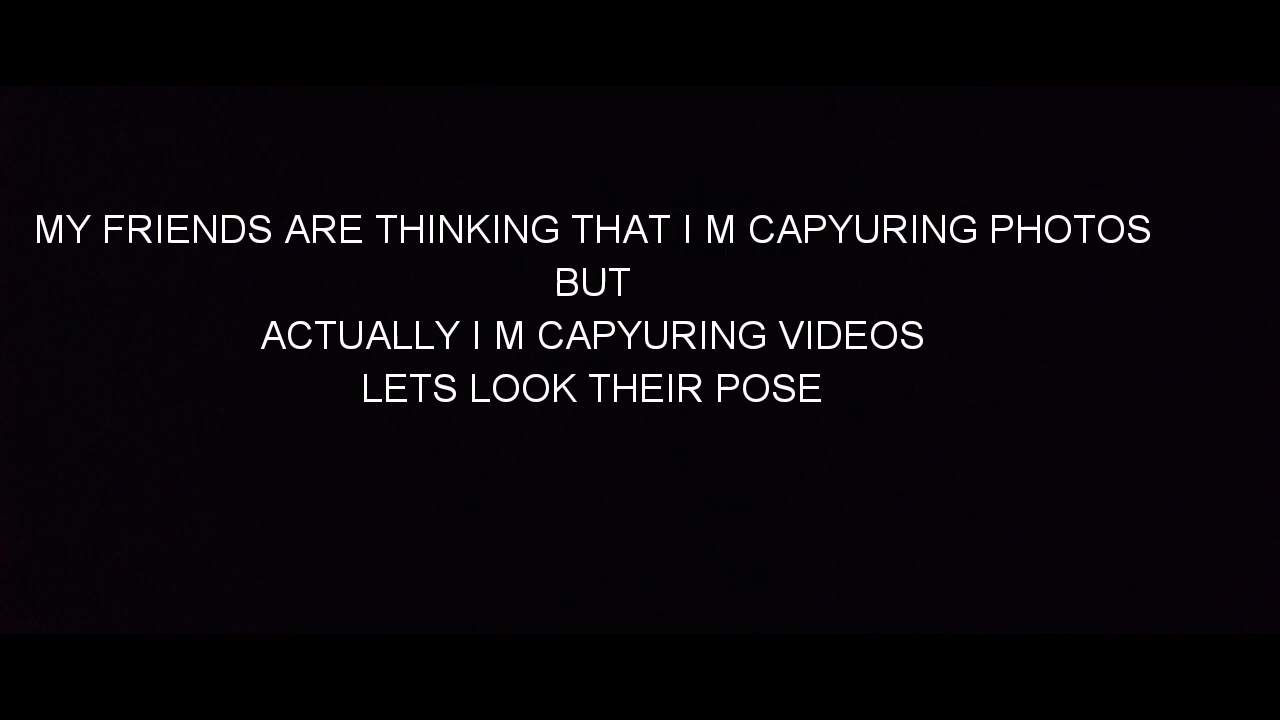 MY FRIENDS ARE THINKING THAT I M CAPYURING PHOTOS
BUT
ACTUALLY I M CAPYURING VIDEOS
LETS LOOK THEIR POSE